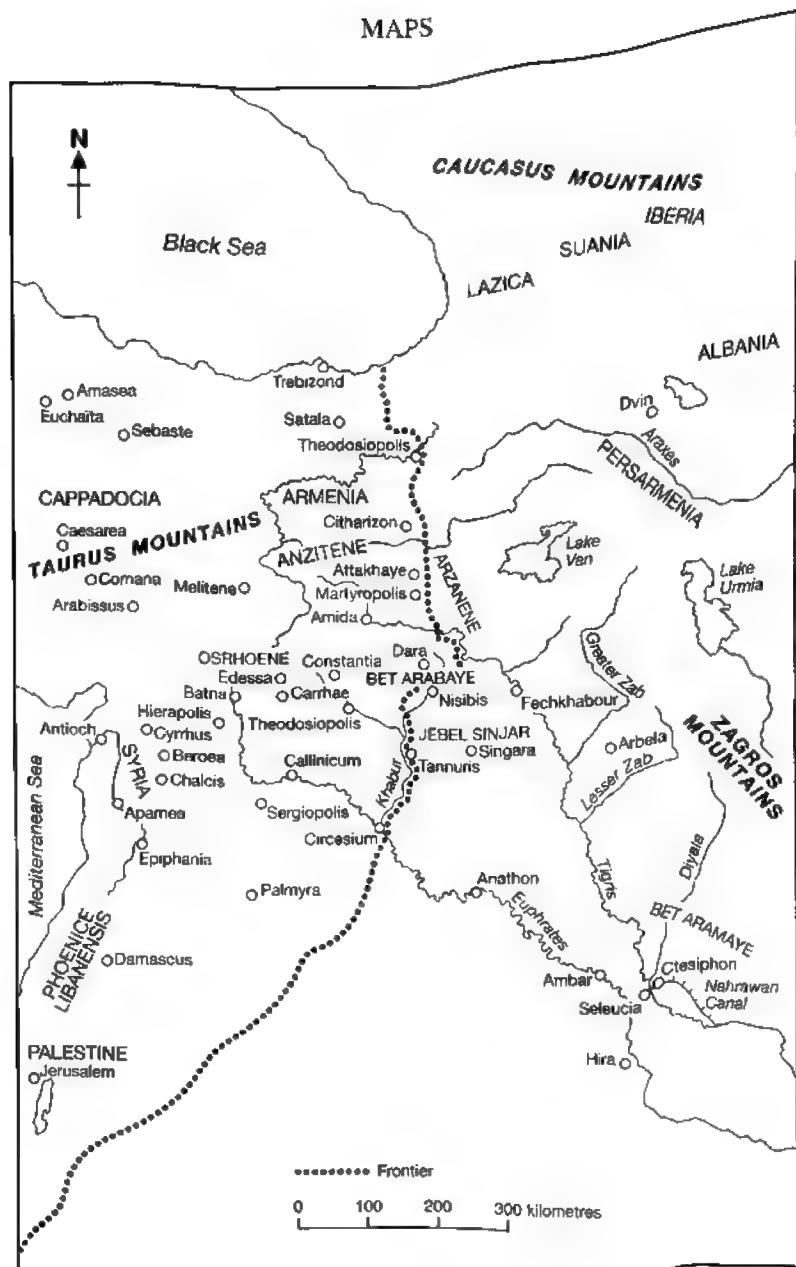 MAPS
N
CAUCASUS MOUNTAINS
IBERIA
Black Sea
SUANIA
LAZICA
ALBANIA
Trebizond
Amasea
Euchaïta
Dvin
Satala
Sebaste
Araxes
Theodosiopolis
PERSARMENIA
CAPPADOCIA
ARMENIA
Citharizon
Caesarea
TAURUS MOUNTAINS
ANZITENE
Lake
Van
ARZANENE
Lake
Urmia
Comana
Melitene
Attakhaye
Arabissus
Martyropolis
Amida
Greater Zab
Dara
OSRHOENE
Constantia
Edessa
BET ARABAYE
Batna
Carrhae
Nisibis
Fechkhabour
Hierapolis
Theodosiopolis
ZAGROS
MOUNTAINS
Antioch
Cyrrhus
JEBEL SINJAR
Singara
Arbela
SYRIA
Beroea
Tannuris
Callinicum
Khabur
Lesser Zab
Chalcis
Apamea
Sergiopolis
Circesium
Mediterranean Sea
Epiphania
Tigris
Diyala
Anathon
Palmyra
Euphrates
BET ARAMAYE
PHOENICE
LIBANENSIS
Damascus
Ambar
Ctesiphon
Seleucia
Nahrawan
Canal
PALESTINE
Jerusalem
Hira
Frontier
0 100 200 300 kilometres